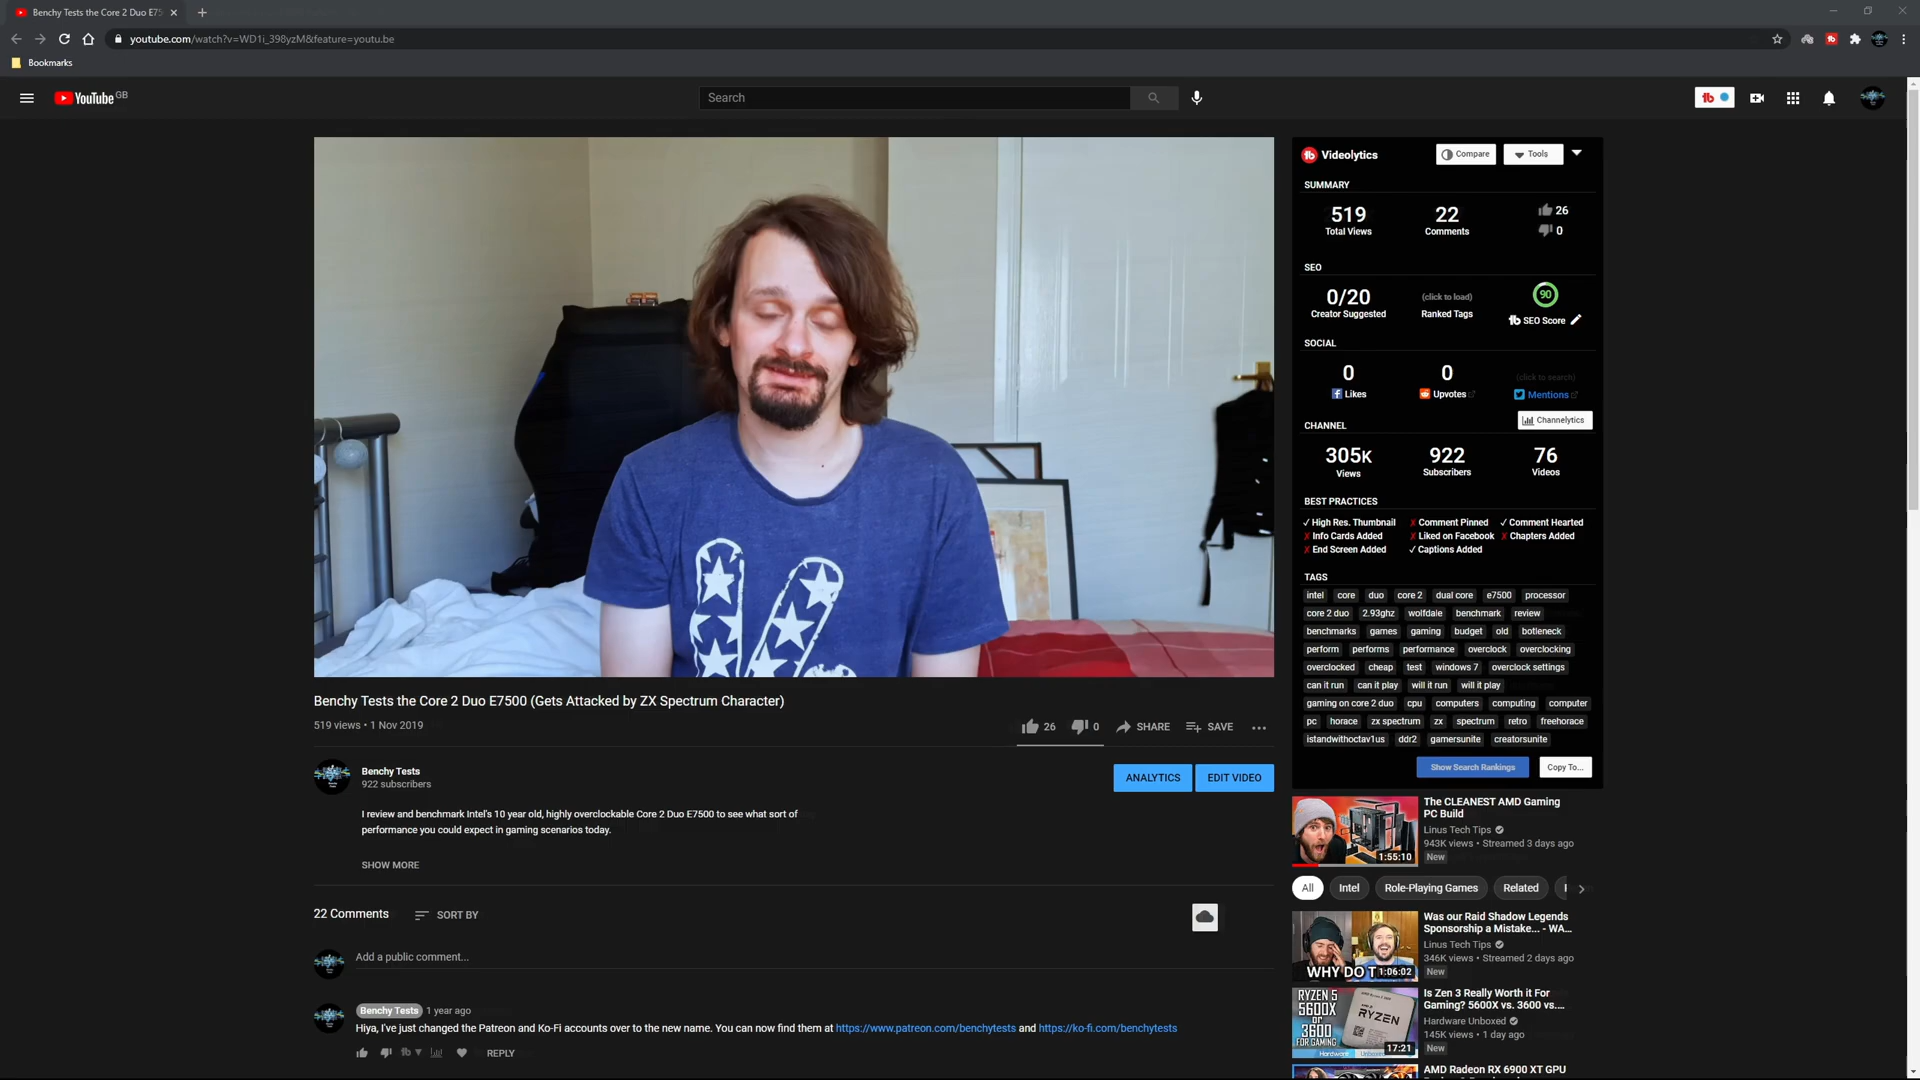 Benchy Tests the Core 2 Duo E75
youtube.com/watch?v=WD1i_398yzM&feature=youtu.be
Bookmarks
YouTube GB
Search
Videolytics
Compare
Tools
SUMMARY
519 22 26
Total Views Comments 0
SEO
0/20 (click to load) 90
Creator Suggested Ranked Tags SEO Score
SOCIAL
0 0 (click to search)
Likes Upvotes Mentions
CHANNEL Channelytics
305K 922 76
Views Subscribers Videos
BEST PRACTICES
✓ High Res. Thumbnail ✗ Comment Pinned ✓ Comment Hearted
✗ Info Cards Added ✗ Liked on Facebook ✗ Chapters Added
✗ End Screen Added ✓ Captions Added
TAGS
intel core duo core 2 dual core e7500 processor
core 2 duo 2.93ghz wolfdale benchmark review
benchmarks games gaming budget old botleneck
perform performs performance overclock overclocking
overclocked cheap test windows 7 overclock settings
can it run can it play will it run will it play
gaming on core 2 duo cpu computers computing computer
pc horace zx spectrum zx spectrum retro freehorace
istandwithoctav1us ddr2 gamersunite creatorsunite
Show Search Rankings Copy To...
Benchy Tests the Core 2 Duo E7500 (Gets Attacked by ZX Spectrum Character)
519 views • 1 Nov 2019
26 0 SHARE SAVE
Benchy Tests
922 subscribers
ANALYTICS EDIT VIDEO
I review and benchmark Intel's 10 year old, highly overclockable Core 2 Duo E7500 to see what sort of
performance you could expect in gaming scenarios today.
SHOW MORE
22 Comments SORT BY
Add a public comment...
Benchy Tests 1 year ago
Hiya, I've just changed the Patreon and Ko-Fi accounts over to the new name. You can now find them at https://www.patreon.com/benchytests and https://ko-fi.com/benchytests
REPLY
1:55:10
The CLEANEST AMD Gaming
PC Build
Linus Tech Tips
943K views • Streamed 3 days ago
New
All Intel Role-Playing Games Related
WHY DO T
1:06:02
Was our Raid Shadow Legends
Sponsorship a Mistake... - WA...
Linus Tech Tips
346K views • Streamed 2 days ago
New
RYZEN 5
5600X
or
3600
FOR GAMING
RYZEN
Hardware
17:21
Is Zen 3 Really Worth it For
Gaming? 5600X vs. 3600 vs....
Hardware Unboxed
145K views • 1 day ago
New
AMD Radeon RX 6900 XT GPU